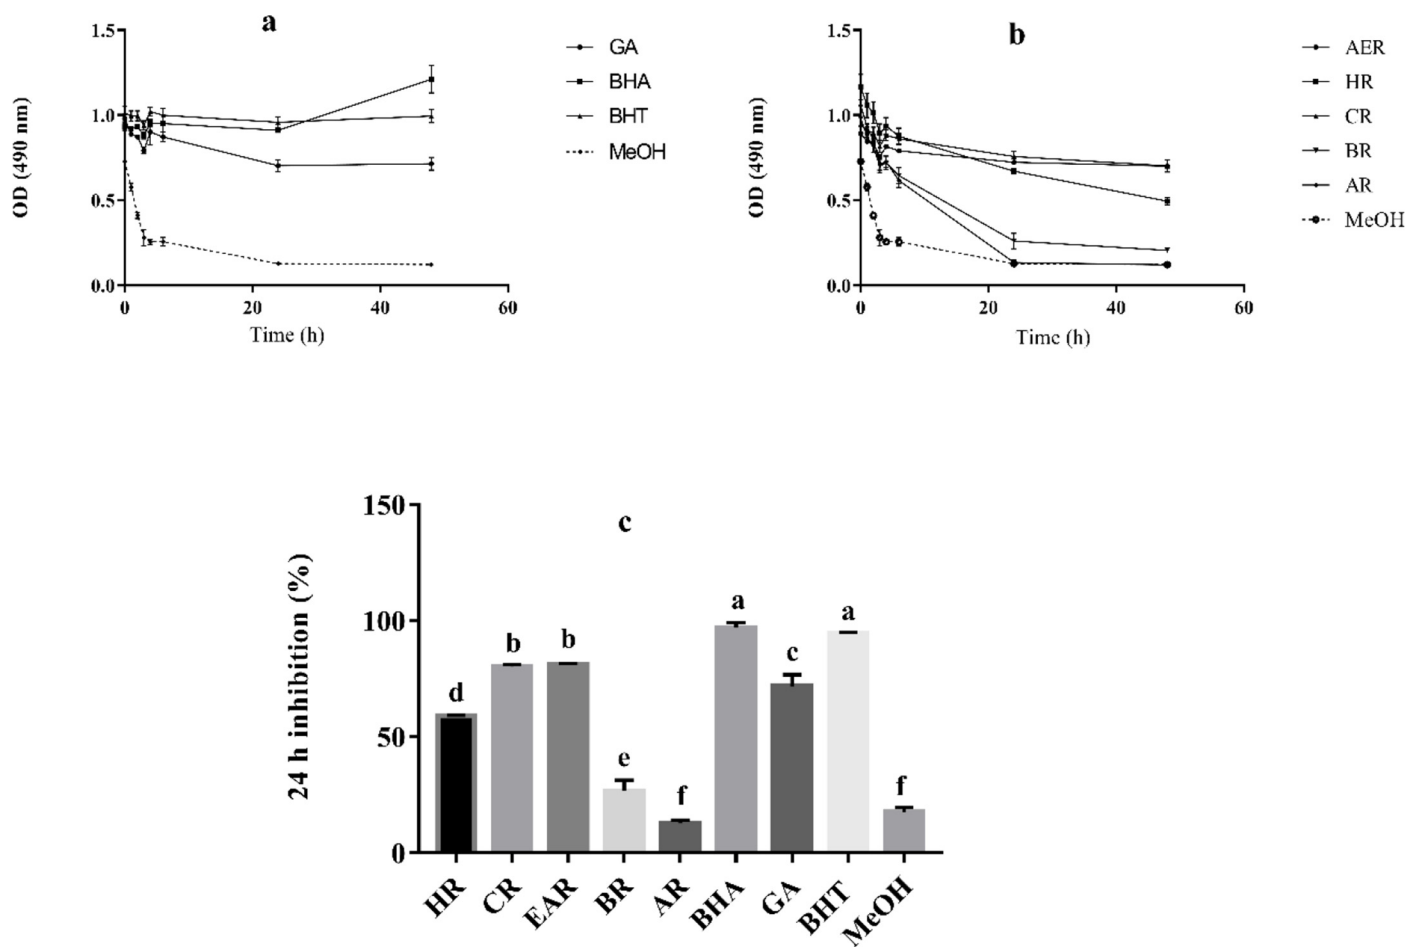 a
1.5
1.0
0.5
0.0
OD (490 nm)
0 20 40 60
Time (h)
GA
BHA
BHT
MeOH
b
1.5
1.0
0.5
0.0
OD (490 nm)
0 20 40 60
Time (h)
AER
HR
CR
BR
AR
MeOH
c
150
100
50
0
24 h inhibition (%)
d b b e f a c a f
HR CR EAR BR AR BHA GA BHT MeOH